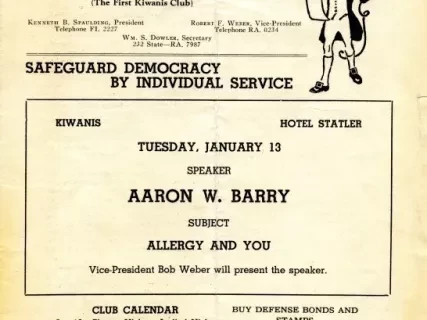 (The First Kiwanis Club)
Kenneth B. Spaulding, President
Telephone FI. 2227
Robert F. Weber, Vice-President
Telephone RA. 0234
Wm. S. Dowler, Secretary
232 State—RA. 7987
SAFEGUARD DEMOCRACY
BY INDIVIDUAL SERVICE
KIWANIS
HOTEL STATLER
TUESDAY, JANUARY 13
SPEAKER
AARON W. BARRY
SUBJECT
ALLERGY AND YOU
Vice-President Bob Weber will present the speaker.
CLUB CALENDAR
BUY DEFENSE BONDS AND
STAMPS